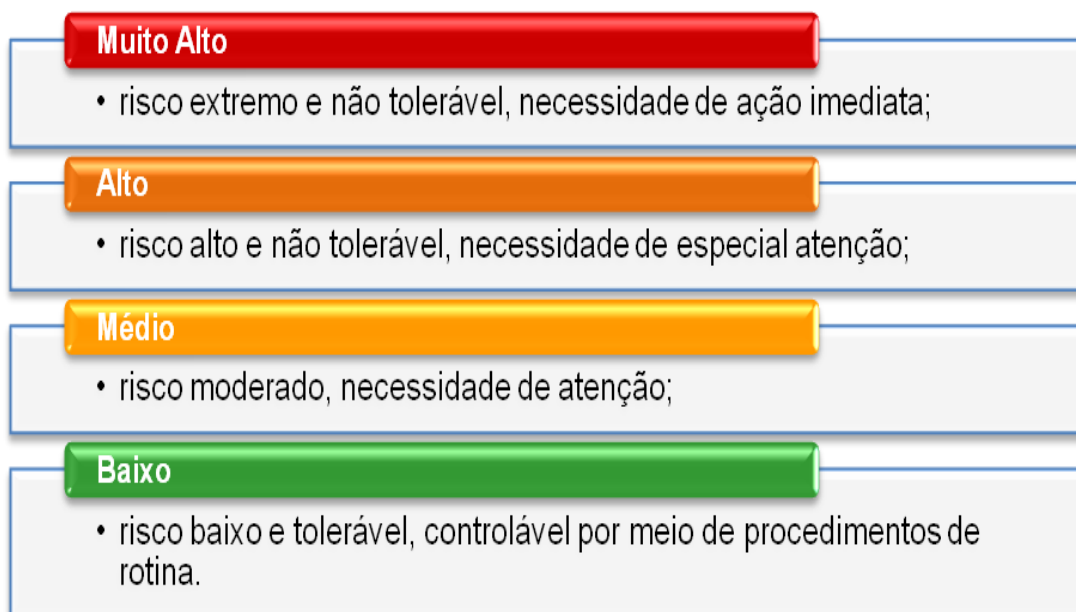 Muito Alto
• risco extremo e não tolerável, necessidade de ação imediata;
Alto
• risco alto e não tolerável, necessidade de especial atenção;
Médio
• risco moderado, necessidade de atenção;
Baixo
• risco baixo e tolerável, controlável por meio de procedimentos de
rotina.